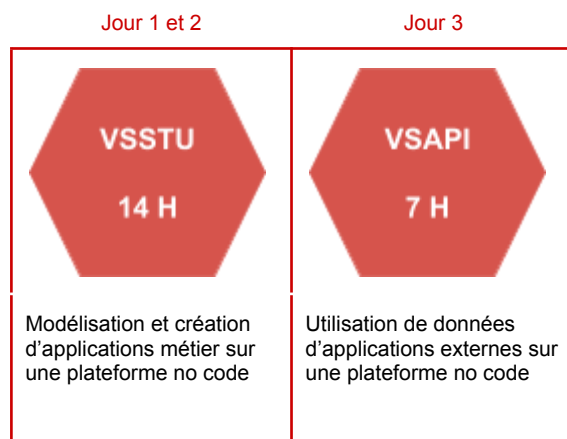 Jour 1 et 2
Jour 3
VSSTU
14 H
VSAPI
7 H
Modélisation et création
d'applications métier sur
une plateforme no code
Utilisation de données
d'applications externes sur
une plateforme no code